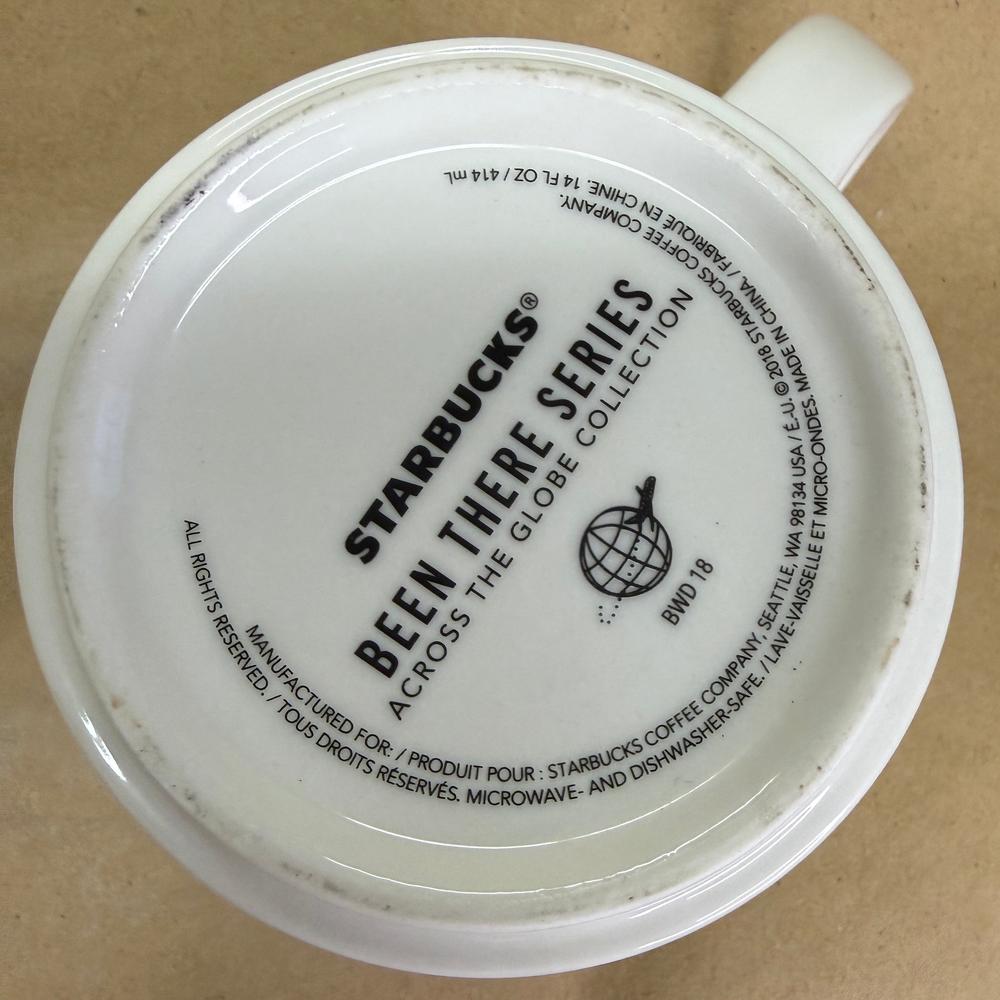 STARBUCKS®
BEEN THERE SERIES
ACROSS THE GLOBE COLLECTION
BWD 18
MANUFACTURED FOR: / PRODUIT POUR : STARBUCKS COFFEE COMPANY, SEATTLE, WA 98134 USA / É.-U. © 2018 STARBUCKS COFFEE COMPANY.
ALL RIGHTS RESERVED. / TOUS DROITS RÉSERVÉS. MICROWAVE- AND DISHWASHER-SAFE. / LAVE-VAISSELLE ET MICRO-ONDES. MADE IN CHINA. / FABRIQUÉ EN CHINE. 14 FL OZ / 414 mL